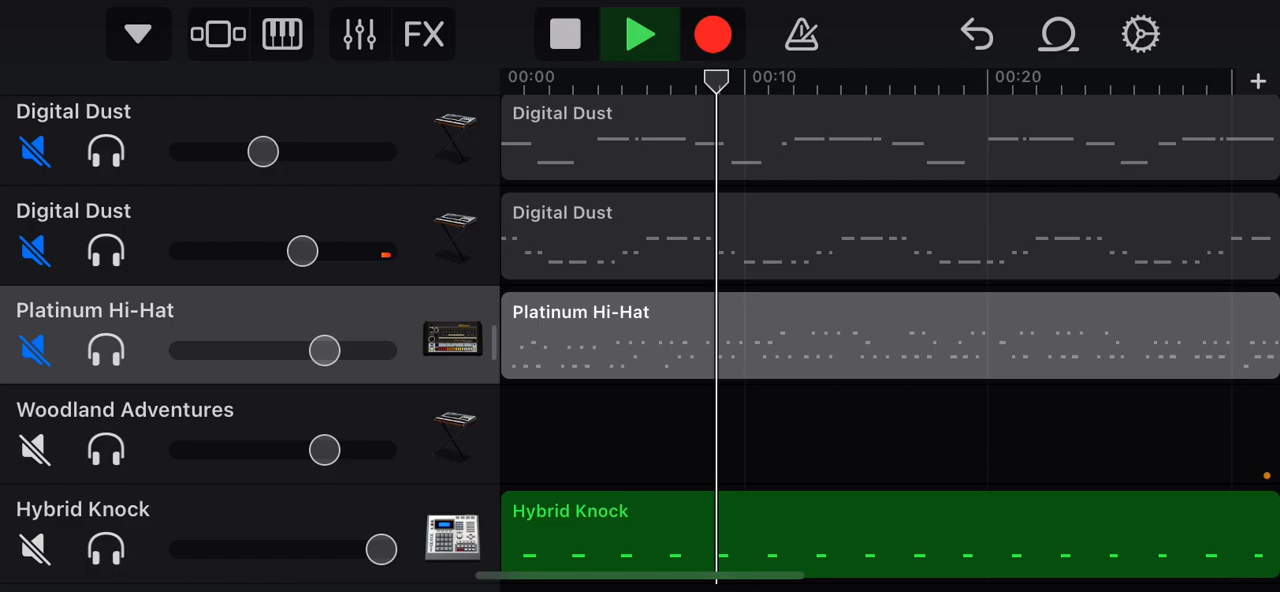 FX
00:00
00:10
00:20
Digital Dust
Digital Dust
Digital Dust
Digital Dust
Platinum Hi-Hat
Platinum Hi-Hat
Woodland Adventures
Hybrid Knock
Hybrid Knock